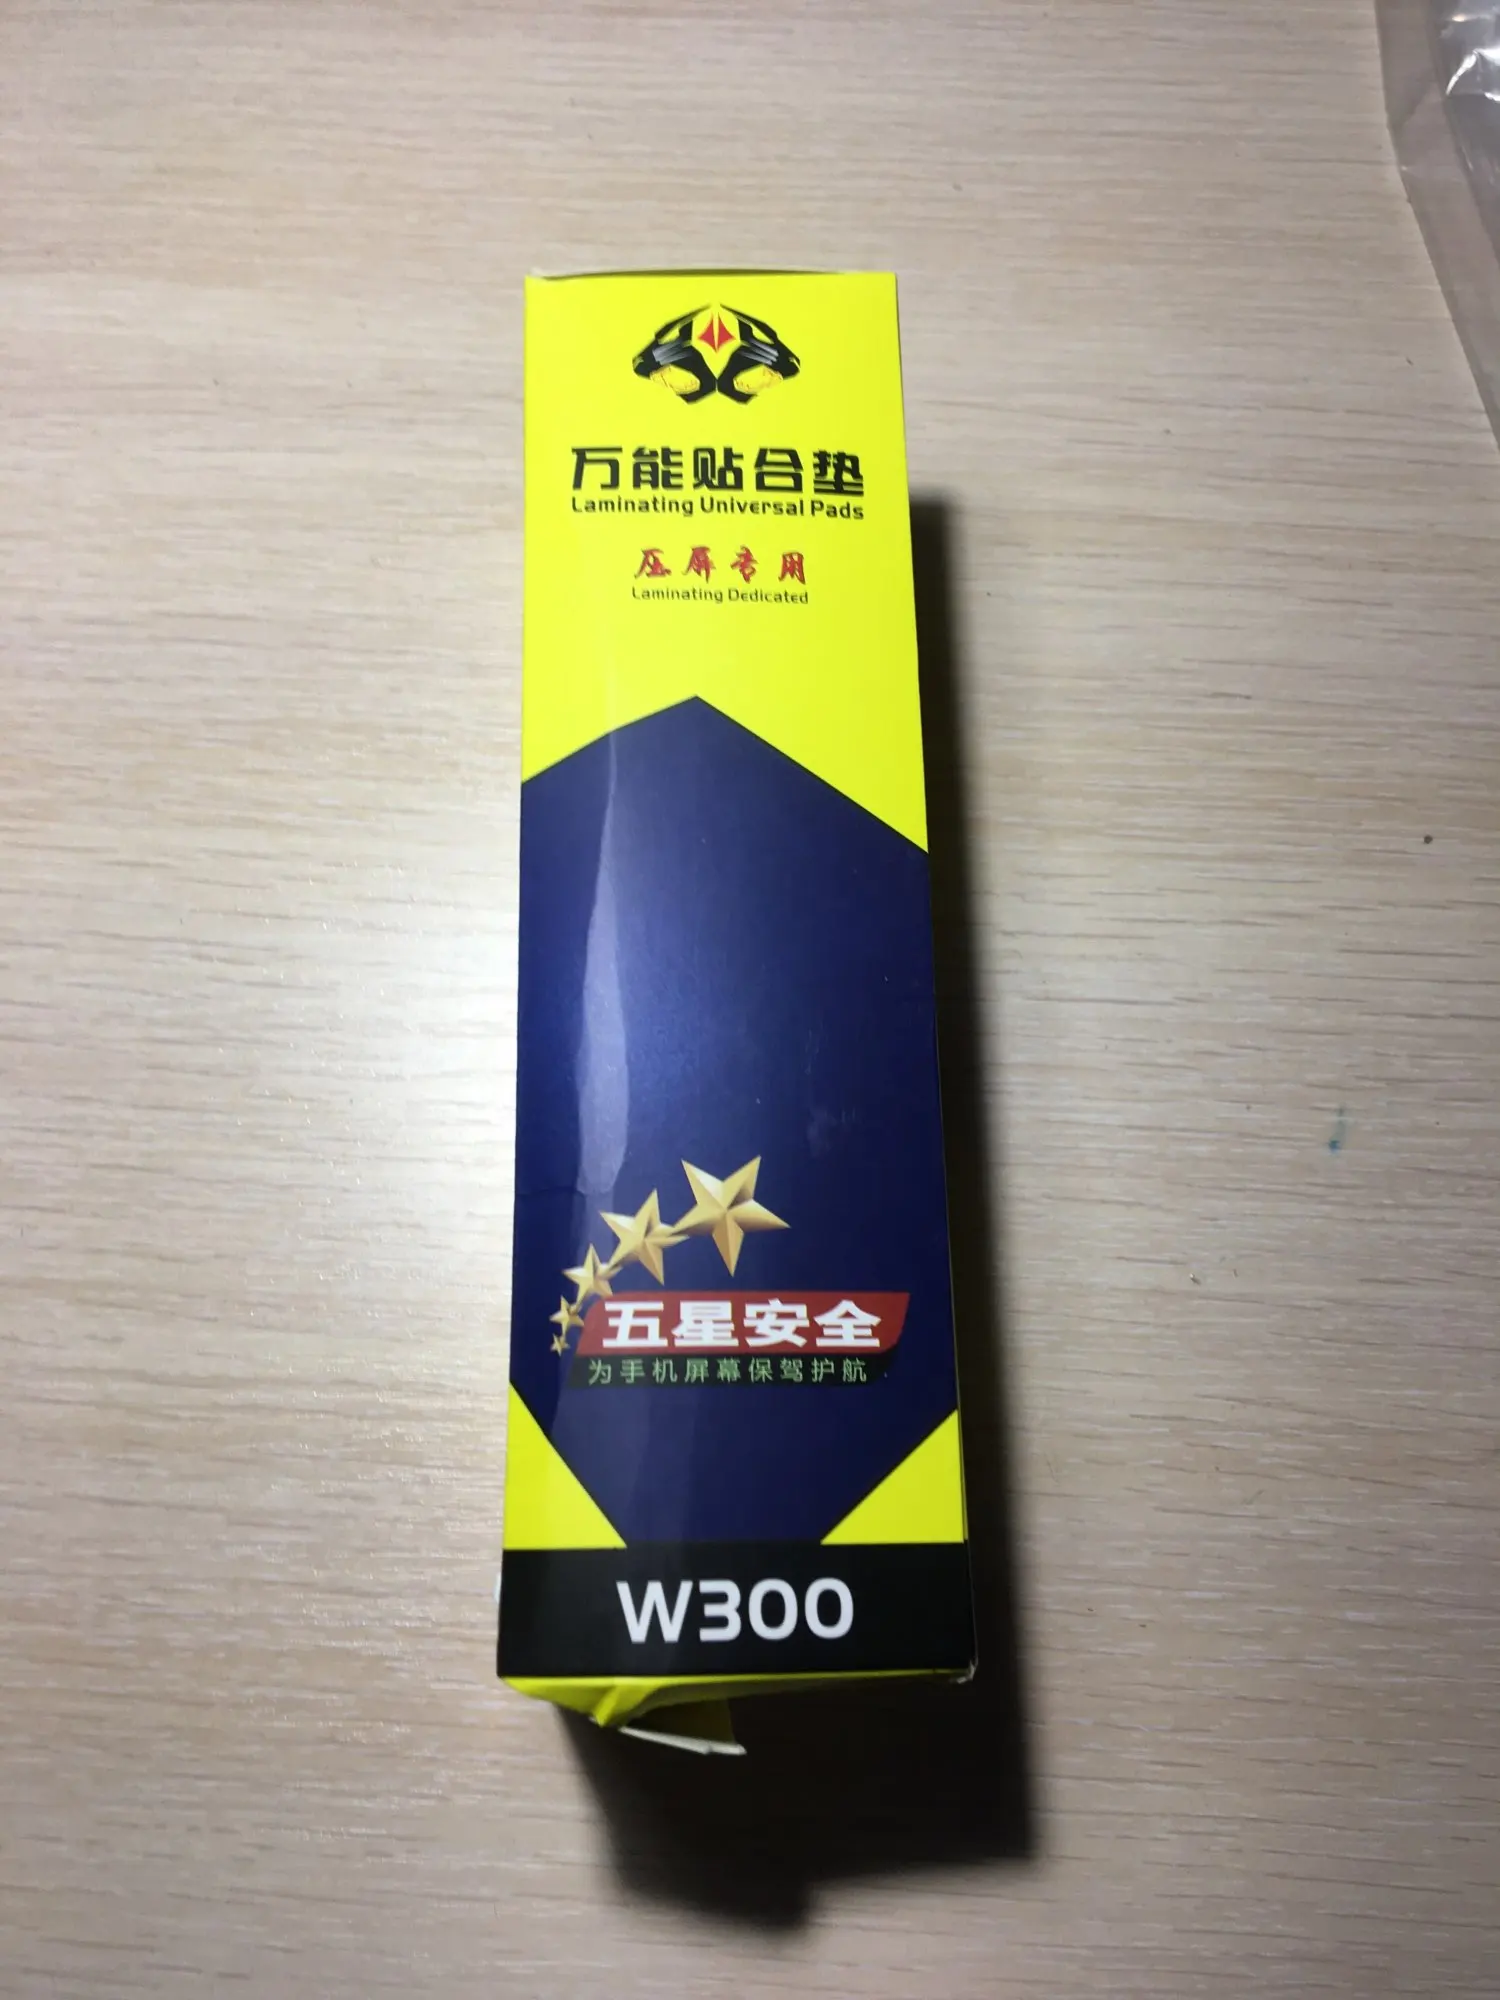 万能贴合垫
Laminating Universal Pads
压屏专用
Laminating Dedicated
五星安全
为手机屏幕保驾护航
W300